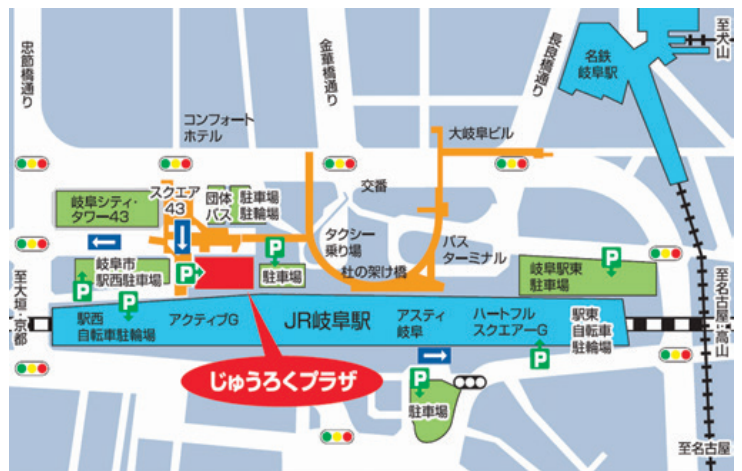 忠節橋通り
金華橋通り
長良橋通り
至犬山
名鉄
岐阜駅
コンフォート
ホテル
大岐阜ビル
交番
岐阜シティ・
タワー43
スクエア
43
団体
バス
駐車場
駐輪場
タクシー
乗り場
バス
ターミナル
杜の架け橋
P
岐阜市
駅西駐車場
P
駐車場
P
岐阜駅東
駐車場
P
至大垣・京都
至名古屋・高山
P
駅西
自転車駐輪場
アクティブG
JR岐阜駅
アスティ
岐阜
ハートフル
スクエアーG
駅東
自転車
駐輪場
P
じゅうろくプラザ
P
駐車場
至名古屋